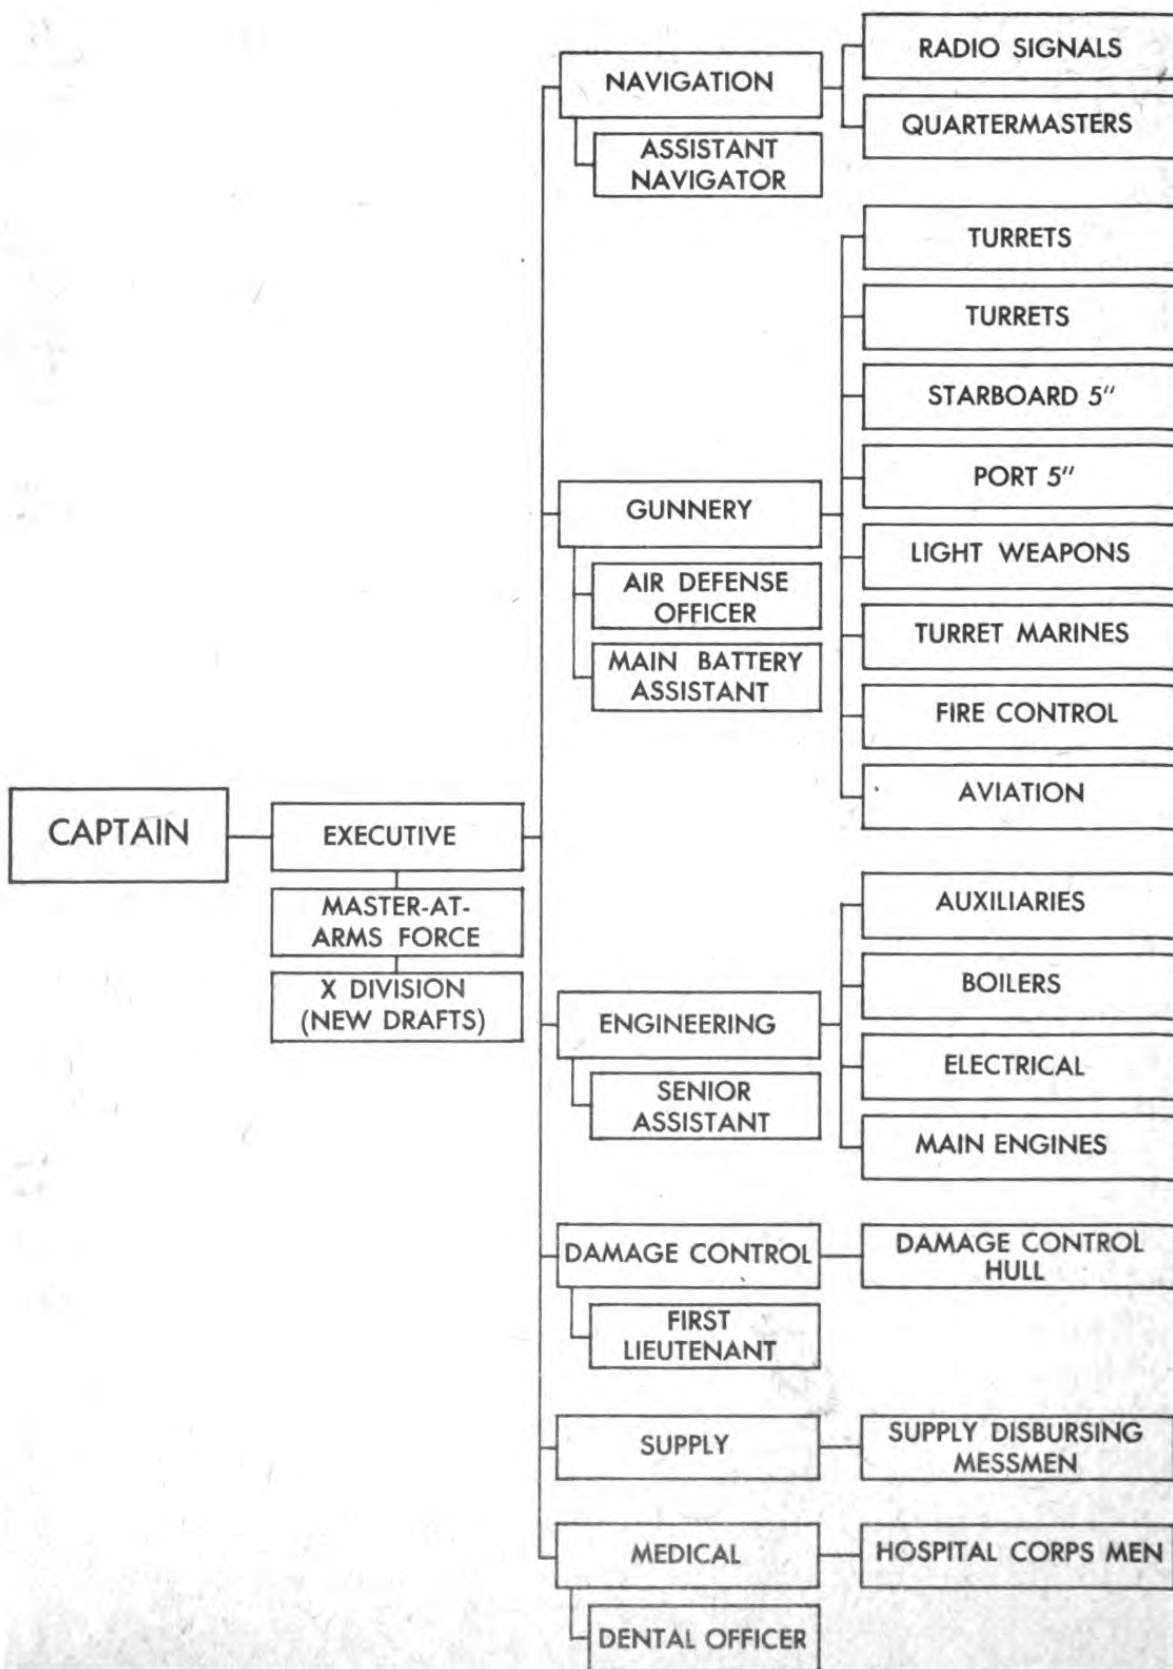 CAPTAIN
EXECUTIVE
MASTER-AT-
ARMS FORCE
X DIVISION
(NEW DRAFTS)
NAVIGATION
ASSISTANT
NAVIGATOR
RADIO SIGNALS
QUARTERMASTERS
GUNNERY
AIR DEFENSE
OFFICER
MAIN BATTERY
ASSISTANT
TURRETS
TURRETS
STARBOARD 5″
PORT 5″
LIGHT WEAPONS
TURRET MARINES
FIRE CONTROL
AVIATION
ENGINEERING
SENIOR
ASSISTANT
AUXILIARIES
BOILERS
ELECTRICAL
MAIN ENGINES
DAMAGE CONTROL
FIRST
LIEUTENANT
DAMAGE CONTROL
HULL
SUPPLY
SUPPLY DISBURSING
MESSMEN
MEDICAL
DENTAL OFFICER
HOSPITAL CORPS MEN